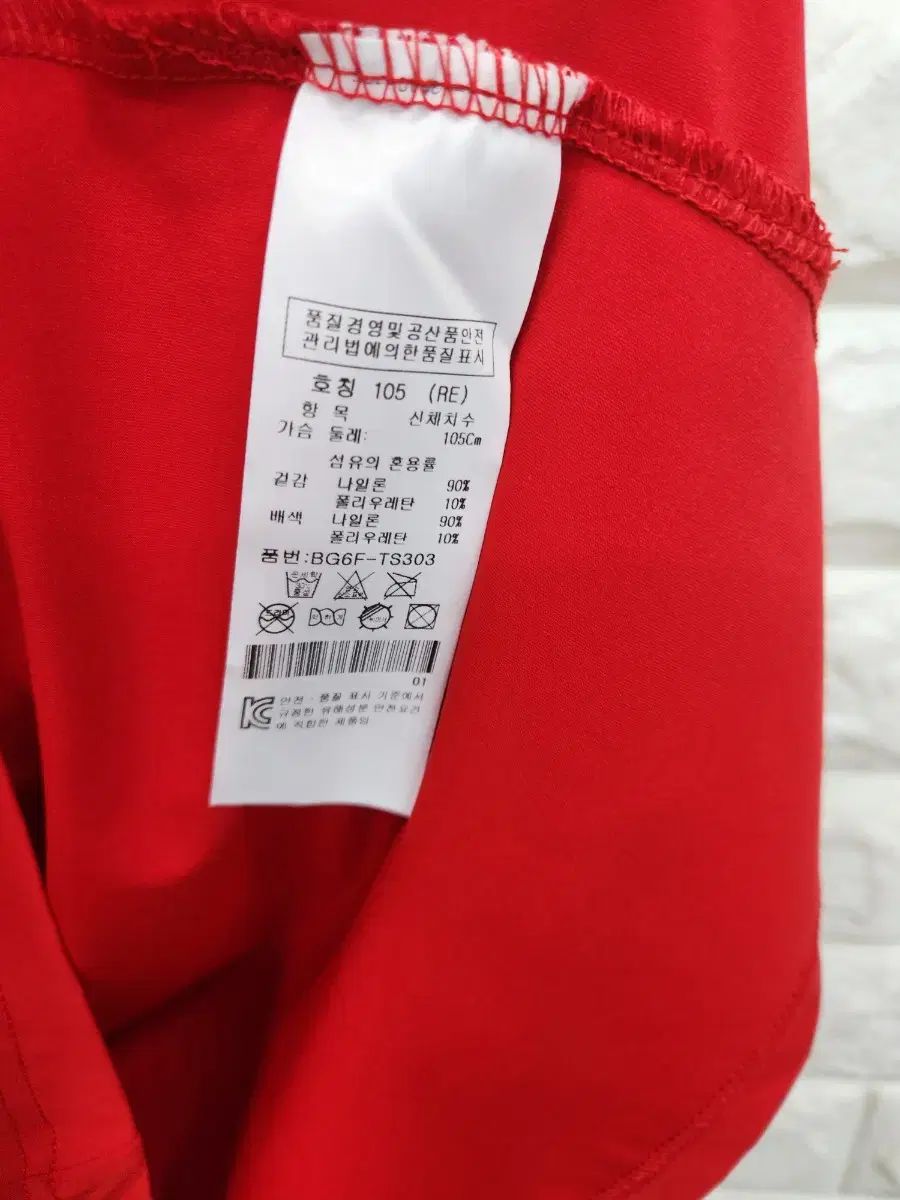 품질경영및공산품안전
관리법에의한품질표시
호칭 105 (RE)
항 목 신체치수
가슴 둘레: 105Cm
섬유의 혼용률
겉감 나일론 90%
폴리우레탄 10%
배색 나일론 90%
폴리우레탄 10%
품번:BG6F-TS303
01
안전·품질 표시 기준에서
규정한 유해성분 안전요건
에 적합한 제품임